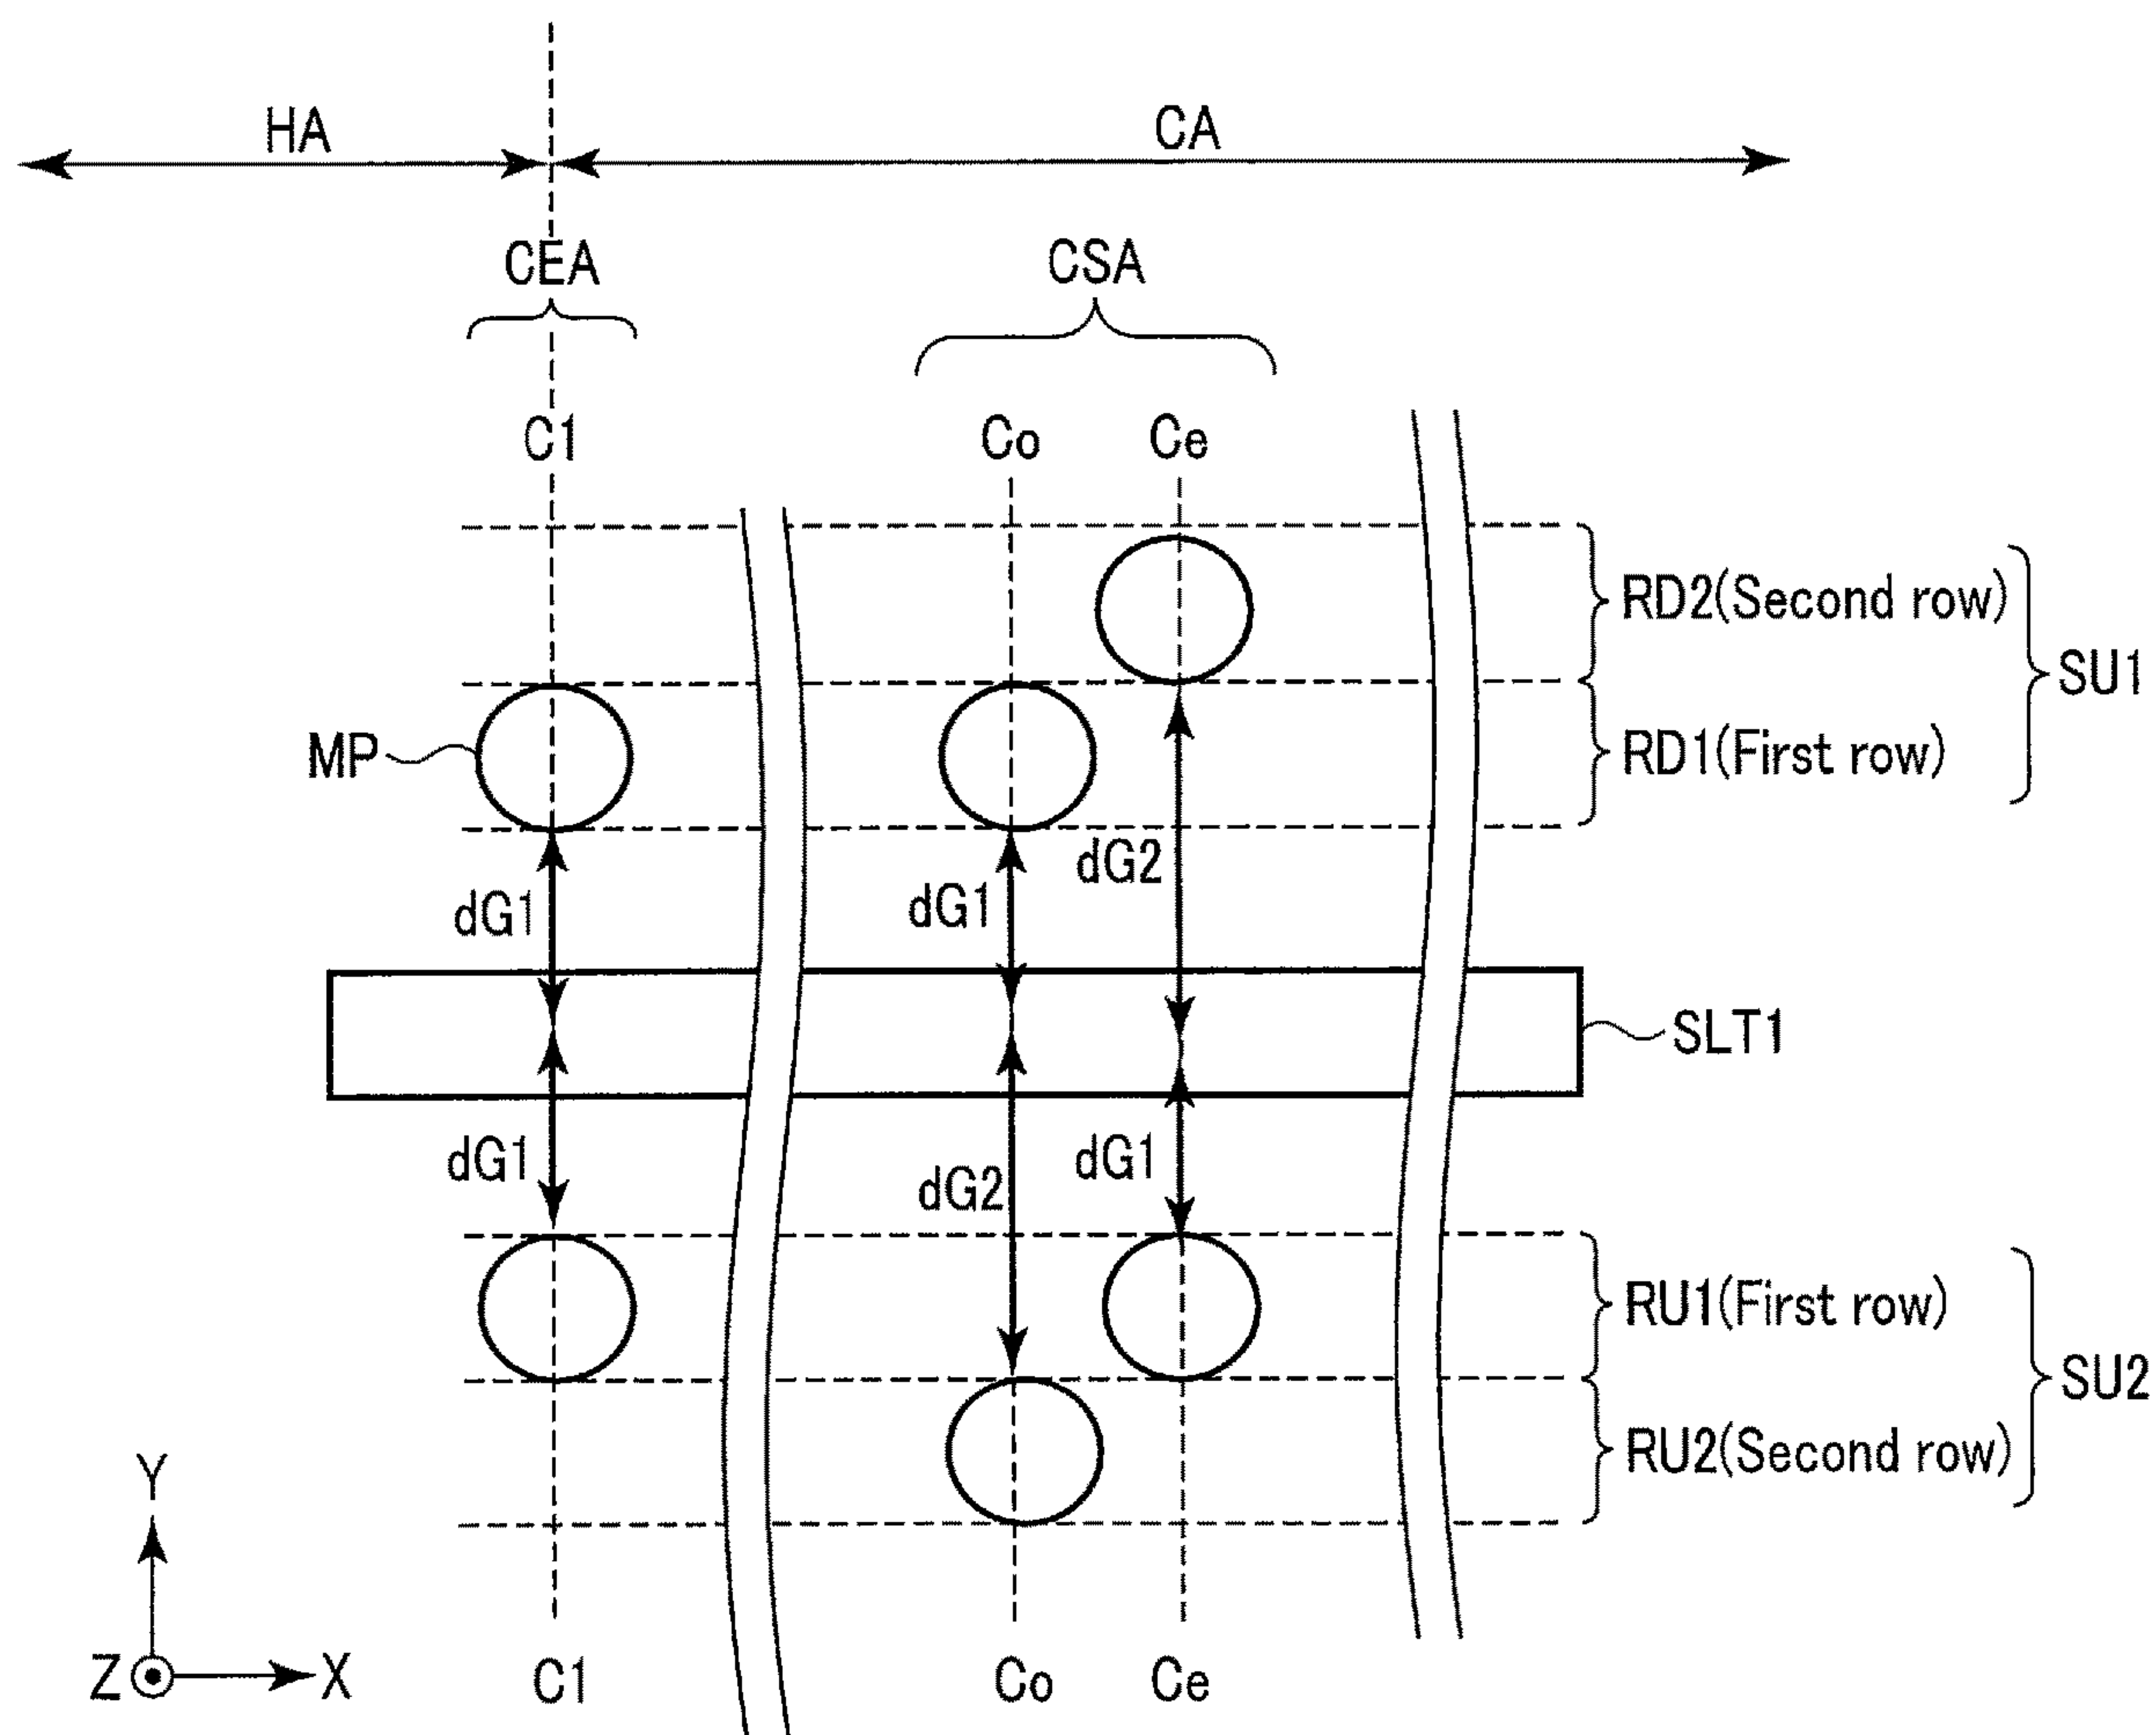 HA
CA
CEA
CSA
C1
Co
Ce
RD2(Second row)
SU1
MP
RD1(First row)
dG2
dG1
dG1
SLT1
dG1
dG1
dG2
RU1(First row)
SU2
RU2(Second row)
Y
Z
X
C1
Co
Ce